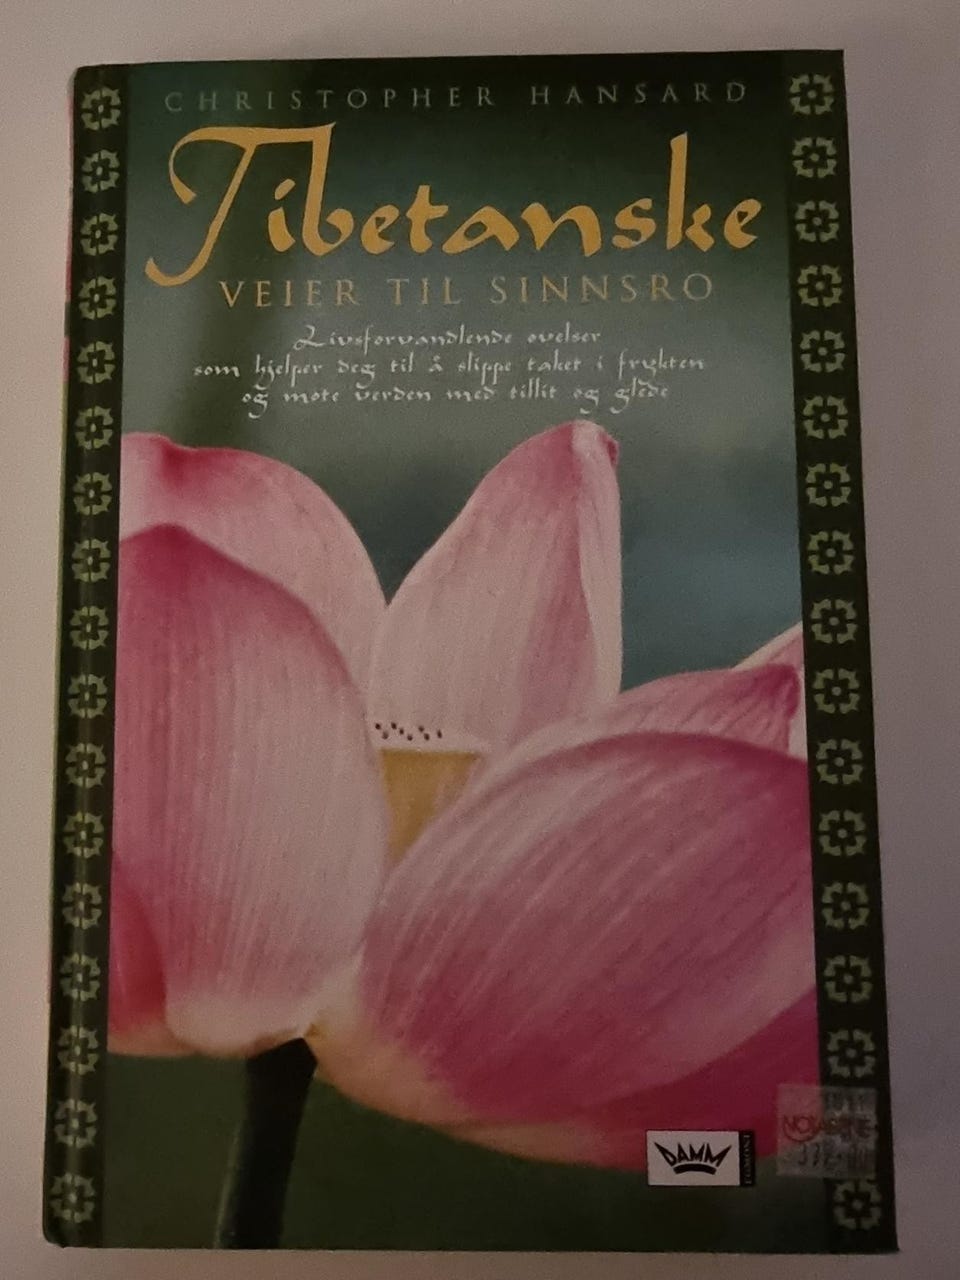 CHRISTOPHER HANSARD
Tibetanske
VEIER TIL SINNSRO
Livsforvandlende øvelser
som hjelper deg til å slippe taket i frykten
og møte verden med tillit og glede
DAMM
EGMONT